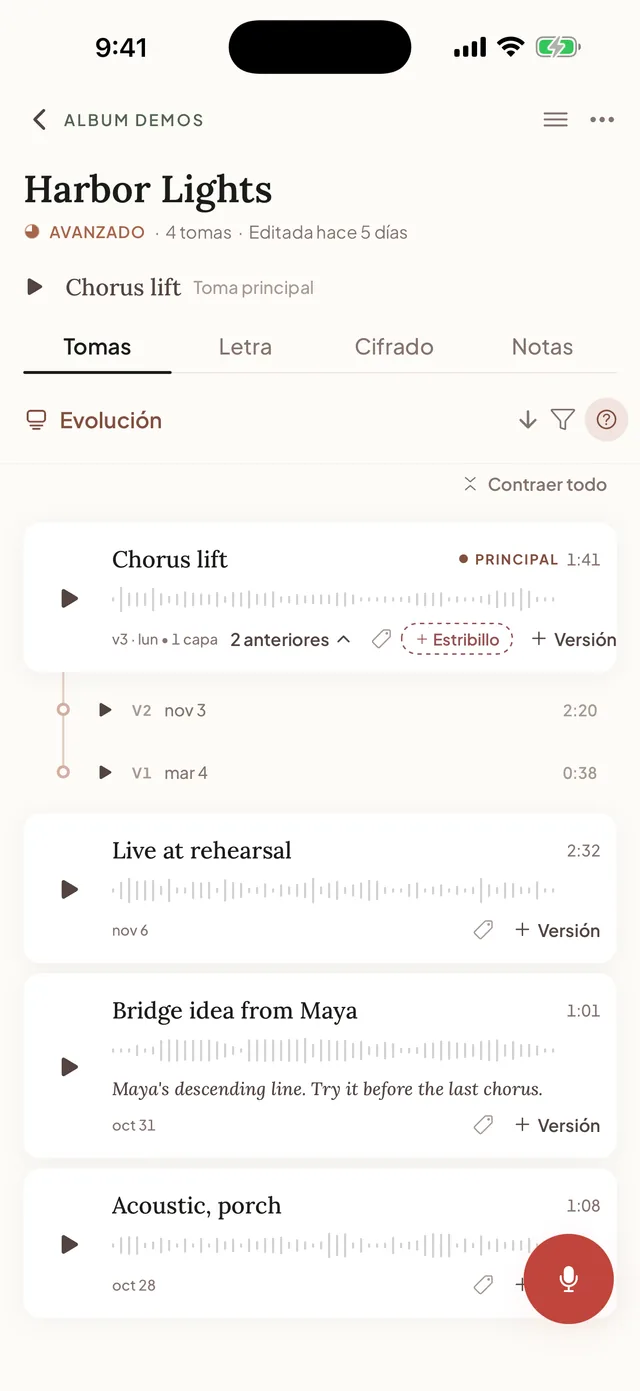 9:41
ALBUM DEMOS
Harbor Lights
AVANZADO · 4 tomas · Editada hace 5 días
Chorus lift Toma principal
Tomas Letra Cifrado Notas
Evolución
Contraer todo
Chorus lift PRINCIPAL 1:41
v3 · lun • 1 capa 2 anteriores + Estribillo + Versión
V2 nov 3 2:20
V1 mar 4 0:38
Live at rehearsal 2:32
nov 6 + Versión
Bridge idea from Maya 1:01
Maya's descending line. Try it before the last chorus.
oct 31 + Versión
Acoustic, porch 1:08
oct 28 +